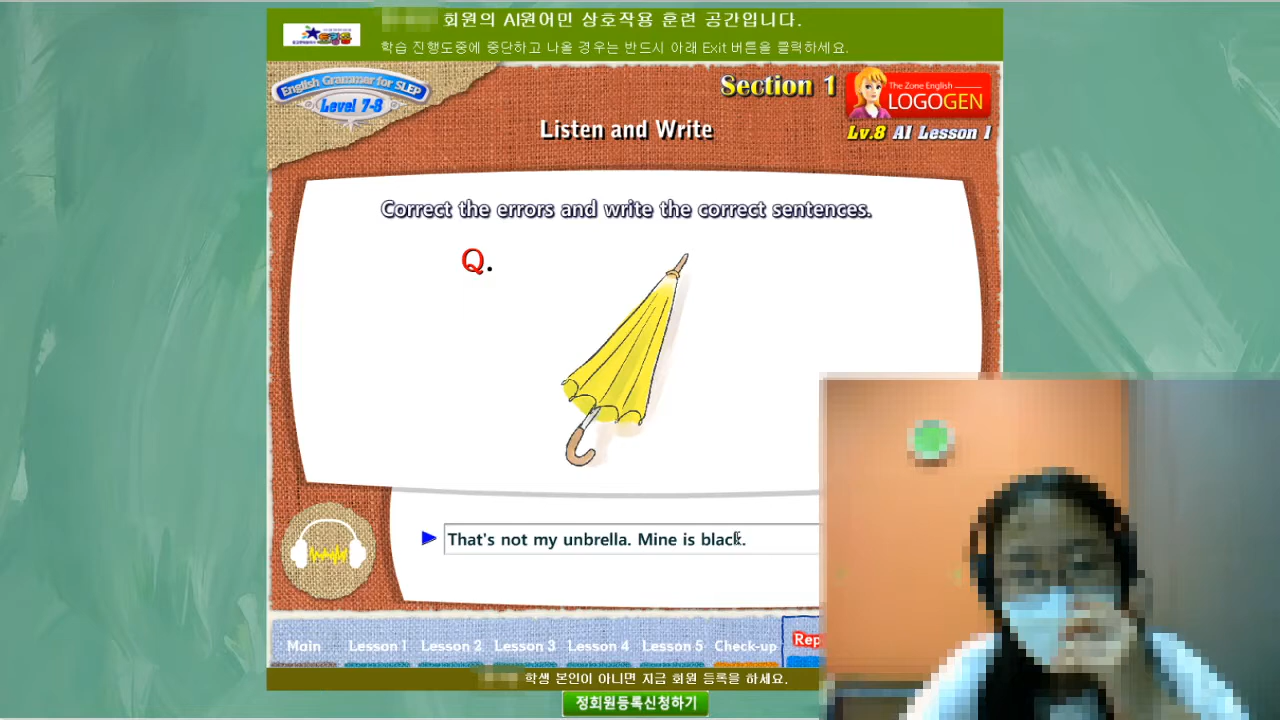 회원의 AI원어민 상호작용 훈련 공간입니다.
학습 진행도중에 중단하고 나올 경우는 반드시 아래 Exit 버튼을 클릭하세요.
English Grammar for SLEP
Level 7-8
Section 1
The Zone English
LOGOGEN
Lv.8 AI Lesson 1
Listen and Write
Correct the errors and write the correct sentences.
Q.
That's not my unbrella. Mine is black.
Main Lesson 1 Lesson 2 Lesson 3 Lesson 4 Lesson 5 Check-up
학생 본인이 아니면 지금 회원 등록을 하세요.
정회원등록신청하기